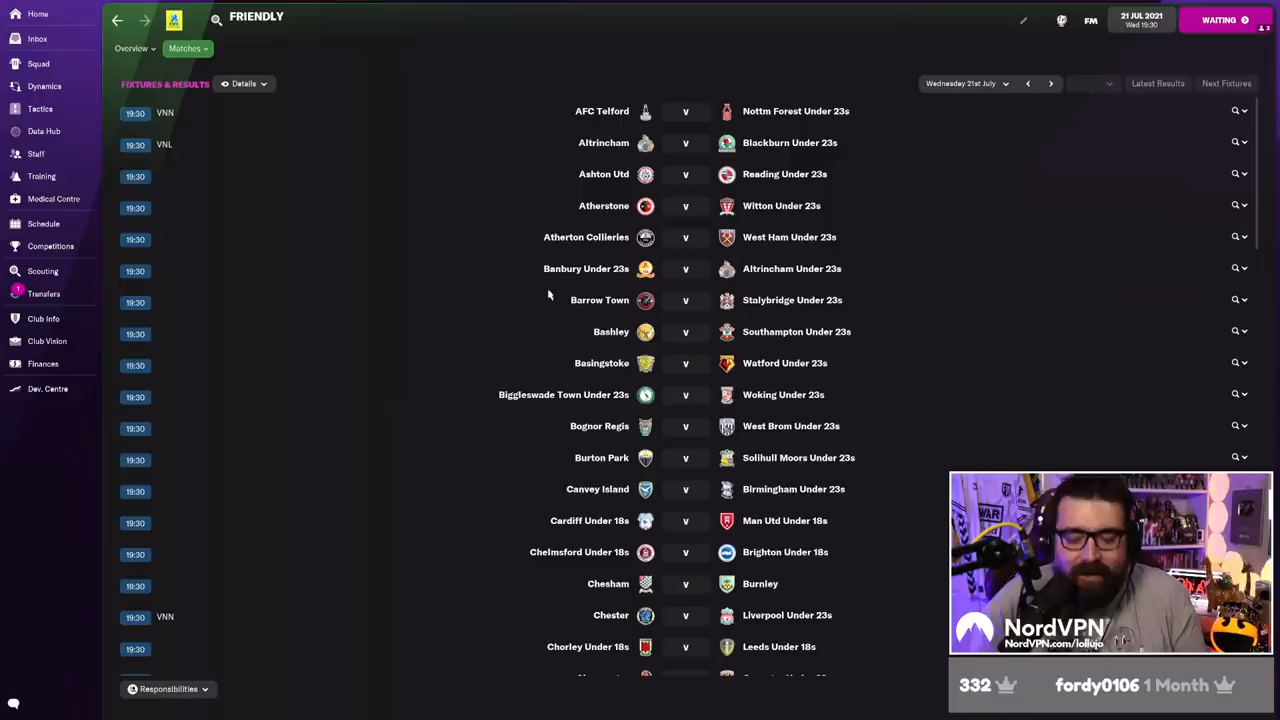 Home
FRIENDLY
FM
21 JUL 2021
Wed 19:30
WAITING
2
Inbox
Overview
Matches
Squad
Dynamics
Tactics
Data Hub
Staff
Training
Medical Centre
Schedule
Competitions
Scouting
1
Transfers
Club Info
Club Vision
Finances
Dev. Centre
FIXTURES & RESULTS
Details
Wednesday 21st July
Latest Results
Next Fixtures
19:30 VNN AFC Telford v Nottm Forest Under 23s
19:30 VNL Altrincham v Blackburn Under 23s
19:30 Ashton Utd v Reading Under 23s
19:30 Atherstone v Witton Under 23s
19:30 Atherton Collieries v West Ham Under 23s
19:30 Banbury Under 23s v Altrincham Under 23s
19:30 Barrow Town v Stalybridge Under 23s
19:30 Bashley v Southampton Under 23s
19:30 Basingstoke v Watford Under 23s
19:30 Biggleswade Town Under 23s v Woking Under 23s
19:30 Bognor Regis v West Brom Under 23s
19:30 Burton Park v Solihull Moors Under 23s
19:30 Canvey Island v Birmingham Under 23s
19:30 Cardiff Under 18s v Man Utd Under 18s
19:30 Chelmsford Under 18s v Brighton Under 18s
19:30 Chesham v Burnley
19:30 VNN Chester v Liverpool Under 23s
19:30 Chorley Under 18s v Leeds Under 18s
Responsibilities
WAR
NordVPN
NordVPN.com/lollujo
332
fordy0106 1 Month